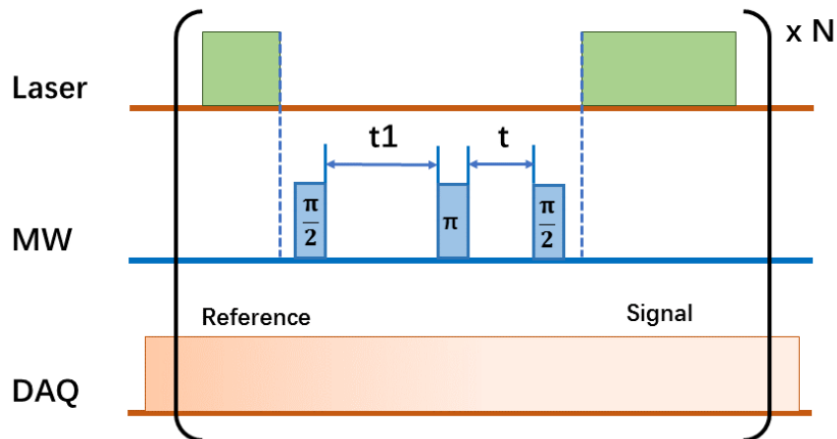 x N
Laser
t1
t
π/2
π
π/2
MW
Reference
Signal
DAQ